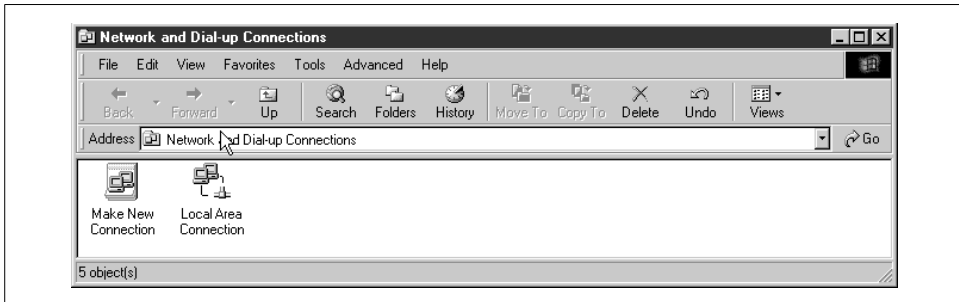 Network and Dial-up Connections
File Edit View Favorites Tools Advanced Help
Back Forward Up Search Folders History Move To Copy To Delete Undo Views
Address Network and Dial-up Connections Go
Make New Connection
Local Area Connection
5 object(s)